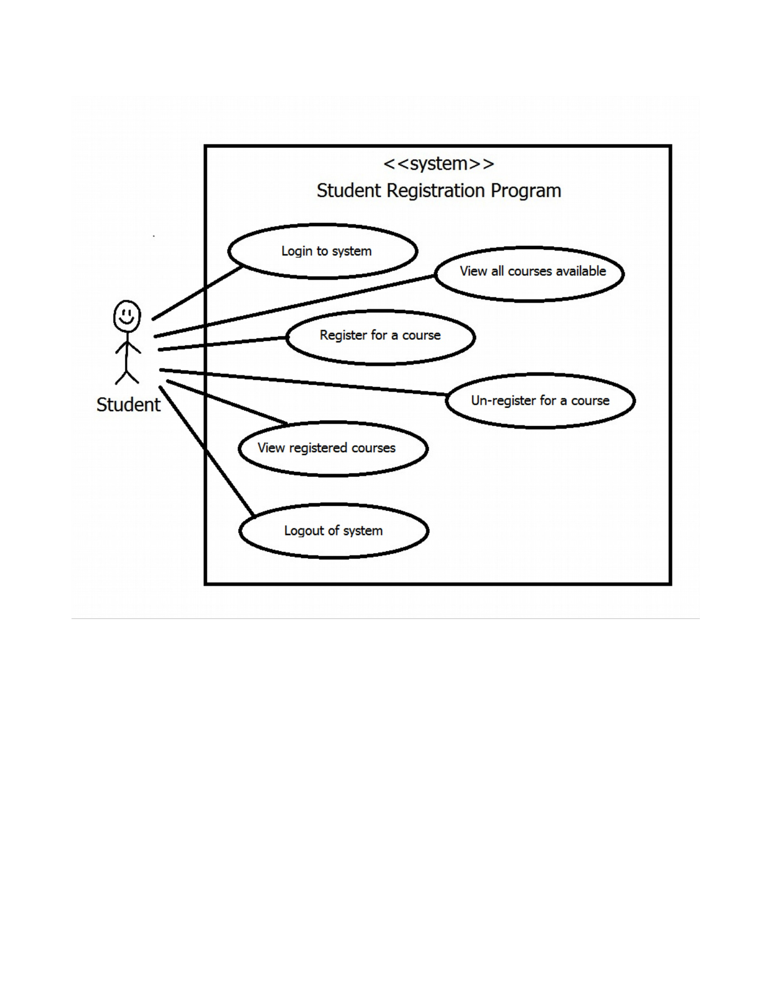 <<system>>
Student Registration Program
Login to system
View all courses available
Register for a course
Student
Un-register for a course
View registered courses
Logout of system